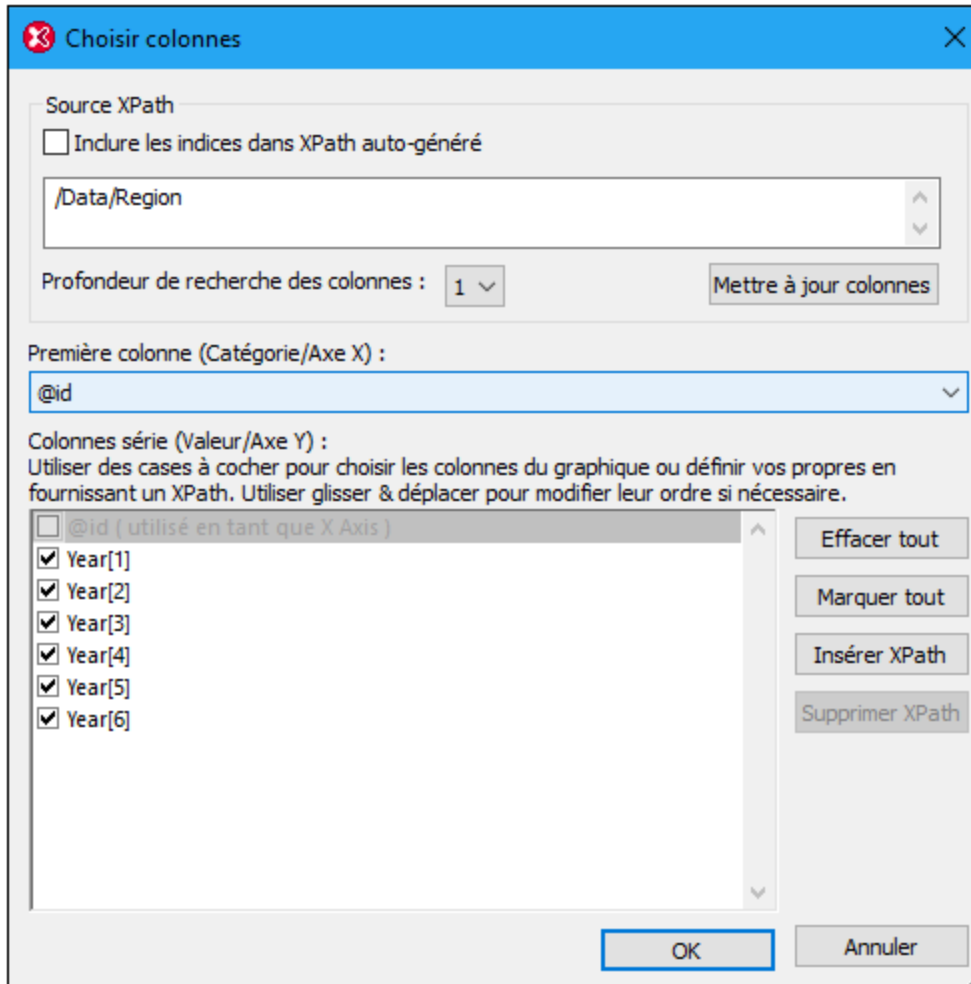 Choisir colonnes
Source XPath
Inclure les indices dans XPath auto-généré
/Data/Region
Profondeur de recherche des colonnes : 1
Mettre à jour colonnes
Première colonne (Catégorie/Axe X) :
@id
Colonnes série (Valeur/Axe Y) :
Utiliser des cases à cocher pour choisir les colonnes du graphique ou définir vos propres en
fournissant un XPath. Utiliser glisser & déplacer pour modifier leur ordre si nécessaire.
@id ( utilisé en tant que X Axis )
Year[1]
Year[2]
Year[3]
Year[4]
Year[5]
Year[6]
Effacer tout
Marquer tout
Insérer XPath
Supprimer XPath
OK
Annuler